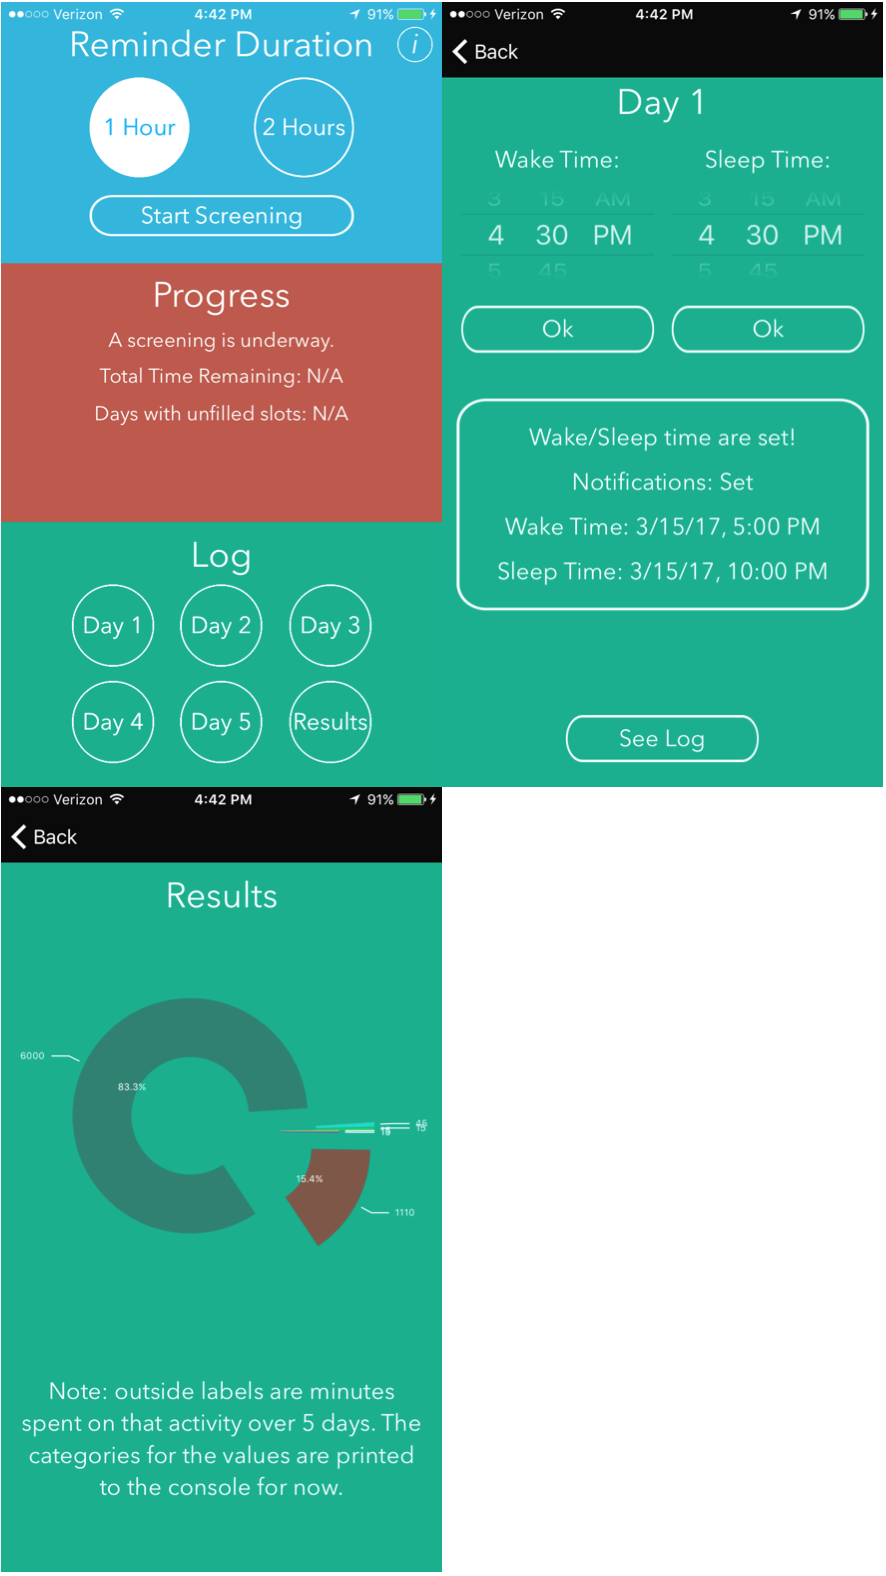 Verizon 4:42 PM 91%
Reminder Duration i
1 Hour 2 Hours
Start Screening
Progress
A screening is underway.
Total Time Remaining: N/A
Days with unfilled slots: N/A
Log
Day 1 Day 2 Day 3
Day 4 Day 5 Results
Verizon 4:42 PM 91%
Back
Day 1
Wake Time: Sleep Time:
3 15 AM 3 15 AM
4 30 PM 4 30 PM
5 45 5 45
Ok Ok
Wake/Sleep time are set!
Notifications: Set
Wake Time: 3/15/17, 5:00 PM
Sleep Time: 3/15/17, 10:00 PM
See Log
Verizon 4:42 PM 91%
Back
Results
6000
83.3%
15.4%
1110
Note: outside labels are minutes
spent on that activity over 5 days. The
categories for the values are printed
to the console for now.